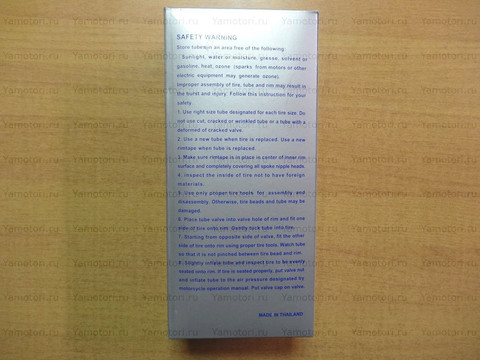 SAFETY WARNING
Store tubes in an area free of the following:
Sunlight, water or moisture, grease, solvent or
gasoline, heat, ozone (sparks from motors or other
electric equipment may generate ozone).
Improper assembly of tire, tube and rim may result in
tire burst and injury. Follow this instruction for your
safety.
1. Use right size tube designated for each tire size. Do
not use cut, cracked or wrinkled tube or a tube with a
deformed of cracked valve.
2. Use a new tube when tire is replaced. Use a new
rimtape when tube is replaced.
3. Make sure rimtape is in place in center of inner rim
surface and completely covering all spoke nipple heads.
4. Inspect the inside of tire not to have foreign
materials.
5. Use only proper tire tools for assembly and
disassembly. Otherwise, tire beads and tube may be
damaged.
6. Place tube valve into valve hole of rim and fit one
side of tire onto rim. Gently tuck tube into tire.
7. Starting from opposite side of valve, fit the other
side of tire onto rim using proper tire tools. Watch tube
so that it is not pinched between tire bead and rim.
8. Slightly inflate tube and inspect tire to be evenly
seated onto rim. If tire is seated properly, put valve nut
and inflate tube to the air pressure designated by
motorcycle operation manual. Put valve cap on valve.
MADE IN THAILAND
Yamotori.ru